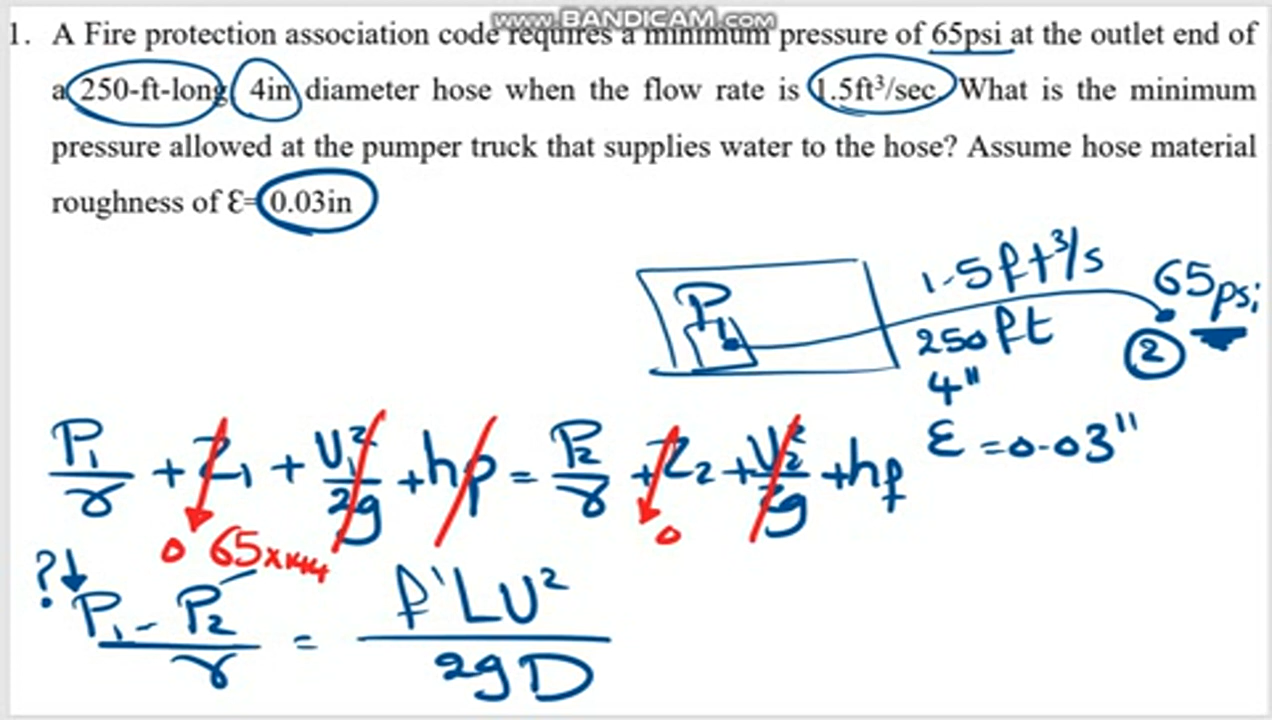 www.BANDICAM.com
1. A Fire protection association code requires a minimum pressure of 65psi at the outlet end of
a 250-ft-long 4in diameter hose when the flow rate is 1.5ft³/sec. What is the minimum
pressure allowed at the pumper truck that supplies water to the hose? Assume hose material
roughness of Ɛ=0.03in
1.5ft³/s
65psi
P₁
250ft
2
4"
Ɛ=0.03"
P₁/γ + Z₁ + U₁²/2g + hp = P₂/γ + Z₂ + U₂²/2g + hf
0 65×144
0
?
P₁ - P₂/γ = f'LU²/2gD